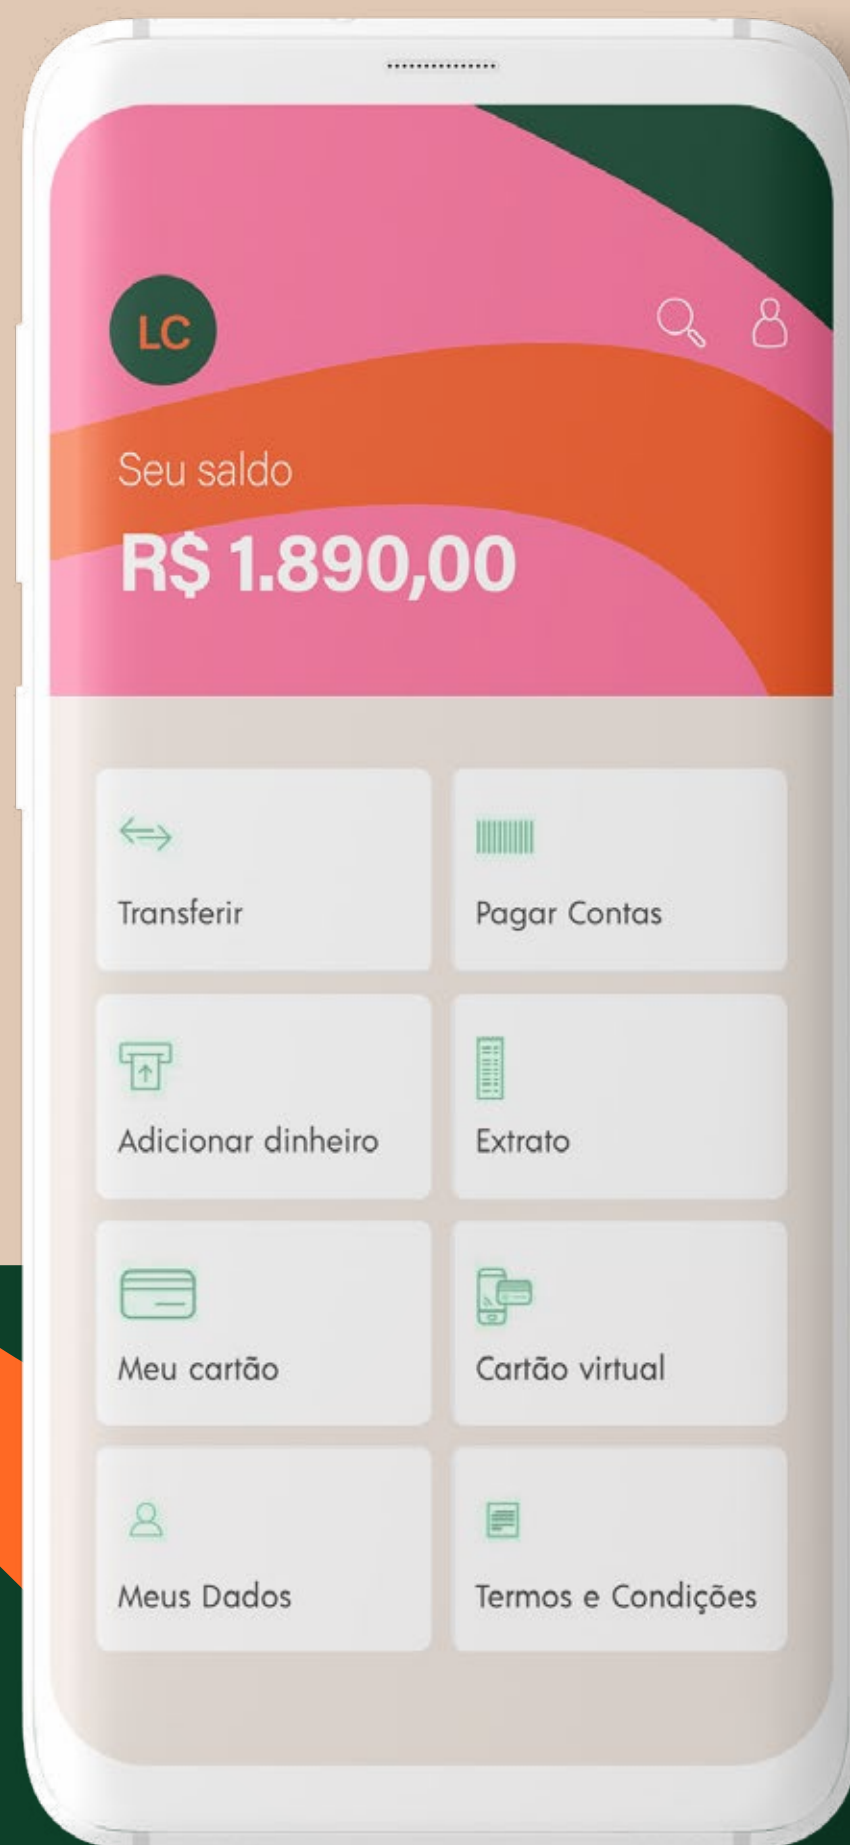 LC
Seu saldo
R$ 1.890,00
Transferir
Pagar Contas
Adicionar dinheiro
Extrato
Meu cartão
Cartão virtual
Meus Dados
Termos e Condições